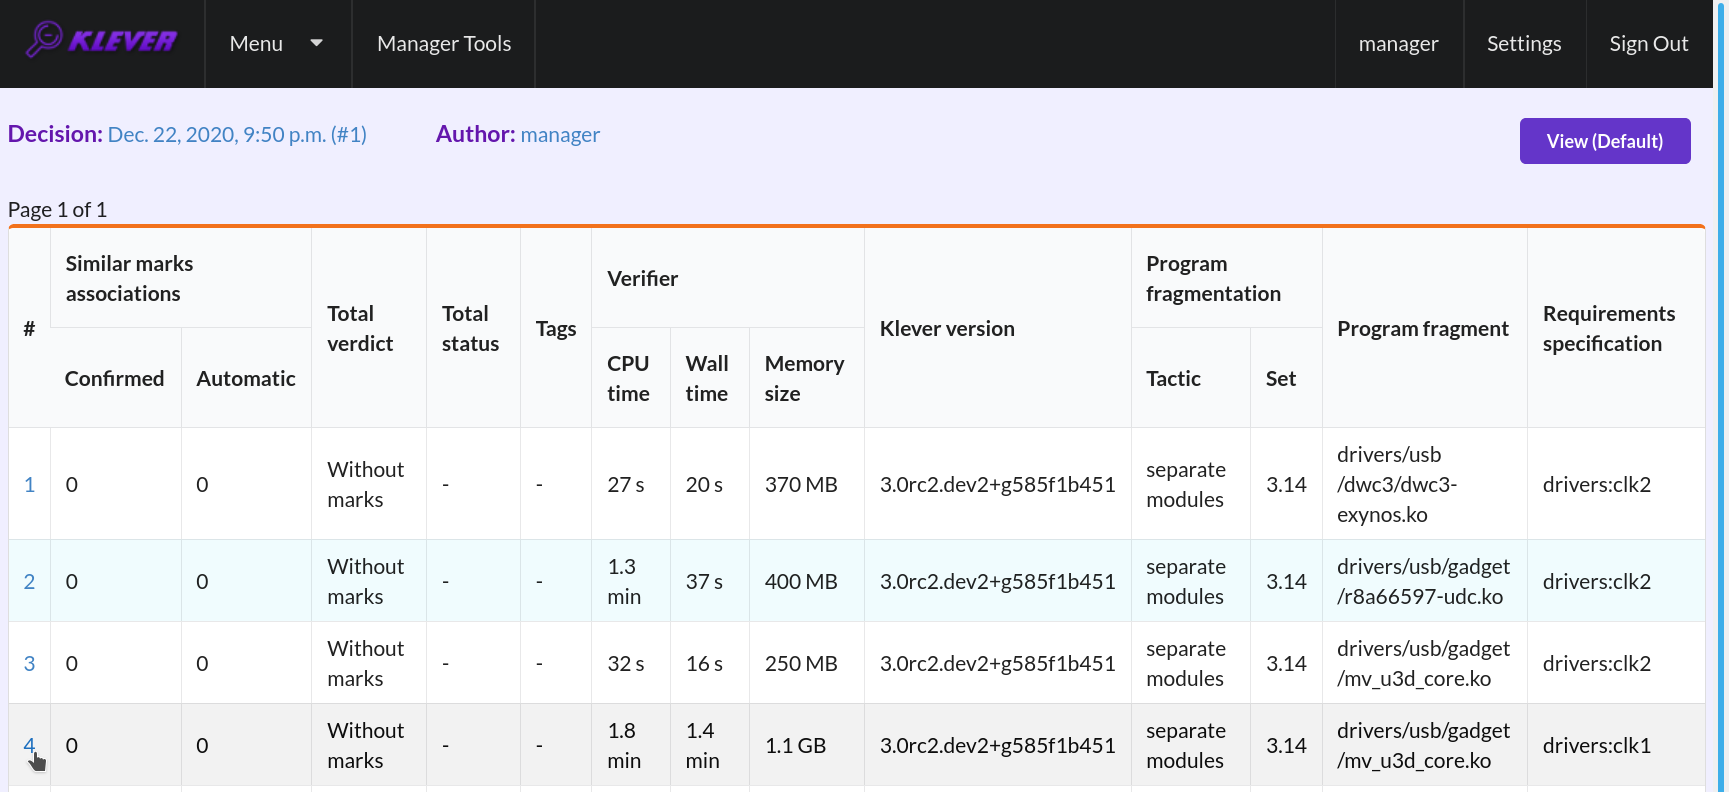 KLEVER
Menu
Manager Tools
manager
Settings
Sign Out
Decision: Dec. 22, 2020, 9:50 p.m. (#1)
Author: manager
View (Default)
Page 1 of 1
#
Similar marks
associations
Confirmed
Automatic
Total
verdict
Total
status
Tags
Verifier
CPU
time
Wall
time
Memory
size
Klever version
Program
fragmentation
Tactic
Set
Program fragment
Requirements
specification
1
0
0
Without
marks
-
-
27 s
20 s
370 MB
3.0rc2.dev2+g585f1b451
separate
modules
3.14
drivers/usb
/dwc3/dwc3-
exynos.ko
drivers:clk2
2
0
0
Without
marks
-
-
1.3
min
37 s
400 MB
3.0rc2.dev2+g585f1b451
separate
modules
3.14
drivers/usb/gadget
/r8a66597-udc.ko
drivers:clk2
3
0
0
Without
marks
-
-
32 s
16 s
250 MB
3.0rc2.dev2+g585f1b451
separate
modules
3.14
drivers/usb/gadget
/mv_u3d_core.ko
drivers:clk2
4
0
0
Without
marks
-
-
1.8
min
1.4
min
1.1 GB
3.0rc2.dev2+g585f1b451
separate
modules
3.14
drivers/usb/gadget
/mv_u3d_core.ko
drivers:clk1